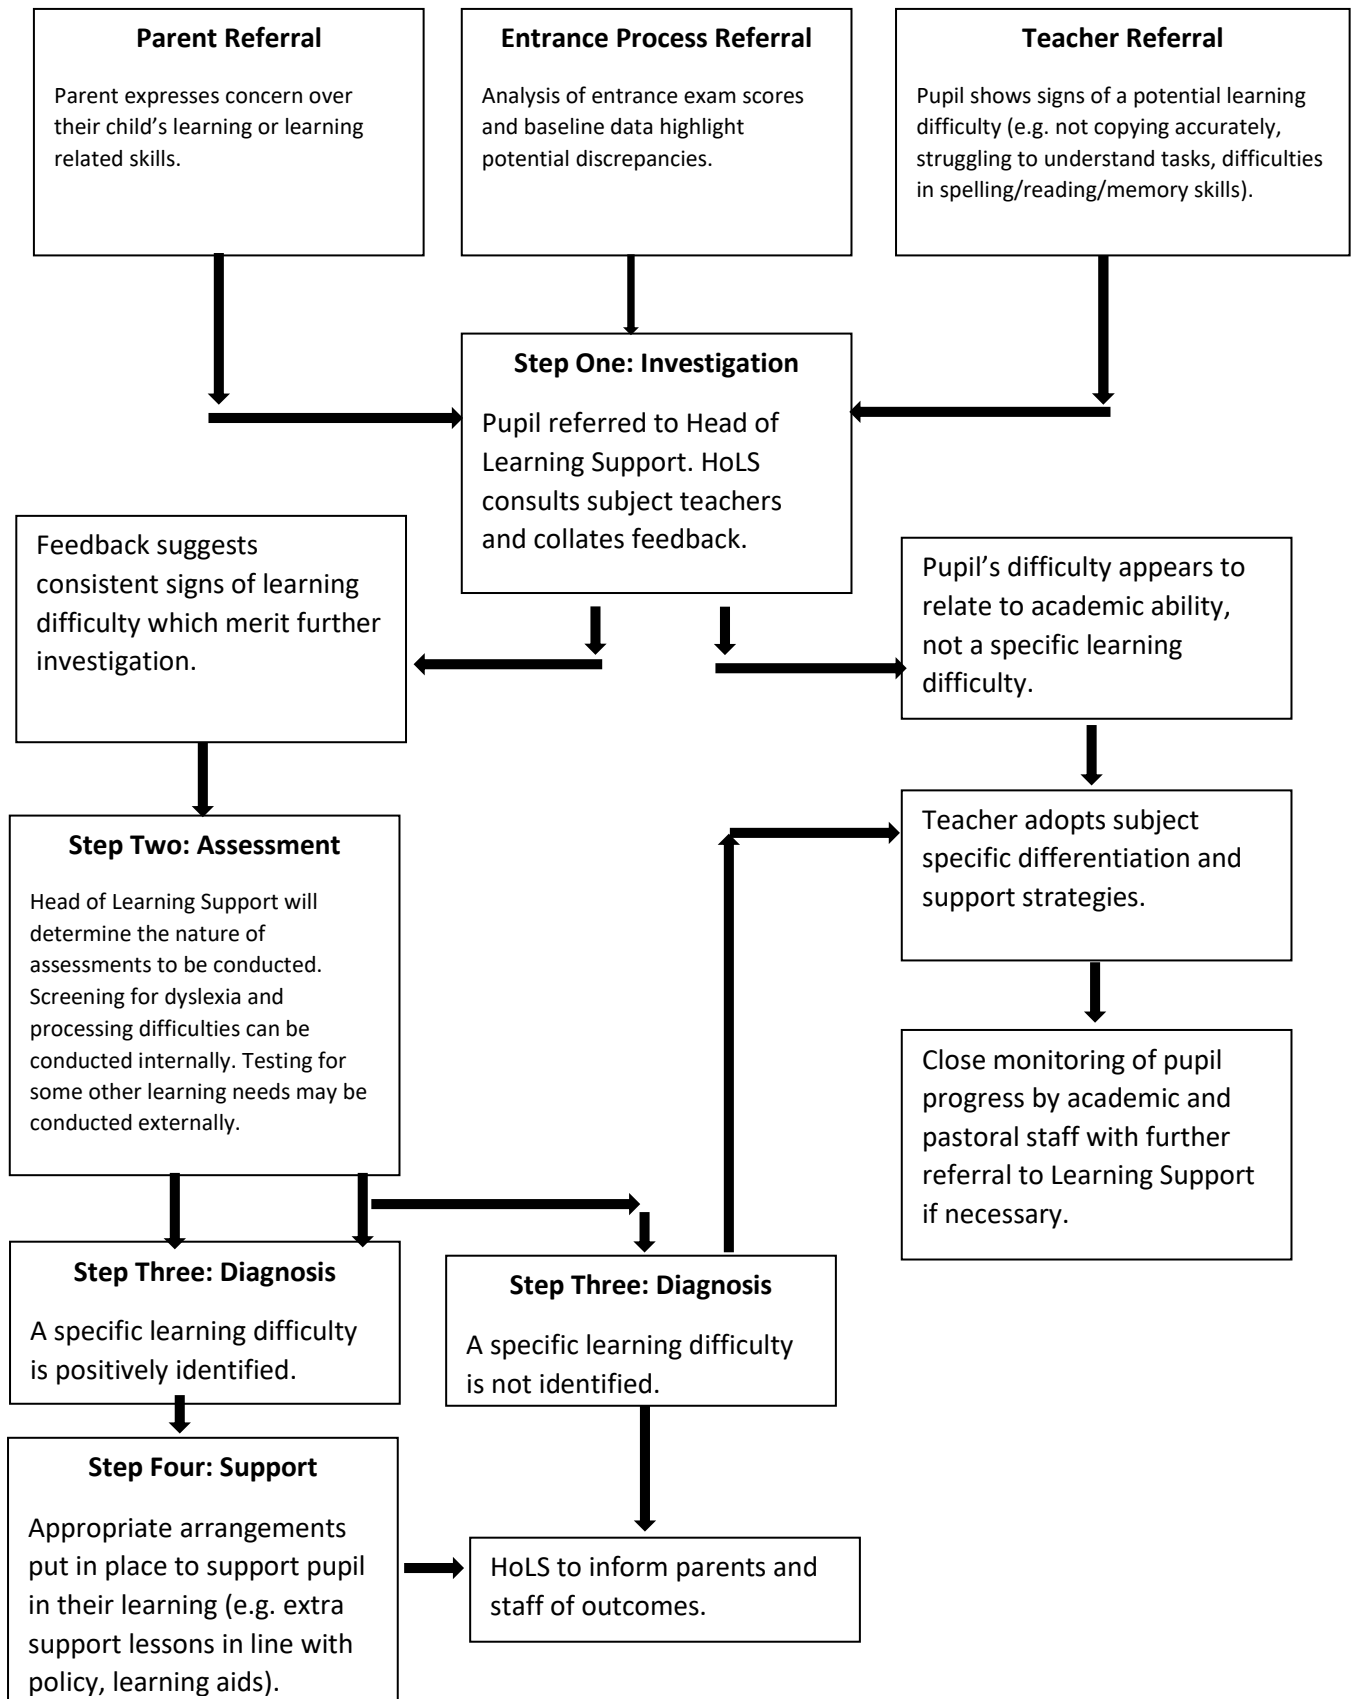 Parent Referral
Parent expresses concern over
their child’s learning or learning
related skills.
Entrance Process Referral
Analysis of entrance exam scores
and baseline data highlight
potential discrepancies.
Teacher Referral
Pupil shows signs of a potential learning
difficulty (e.g. not copying accurately,
struggling to understand tasks, difficulties
in spelling/reading/memory skills).
Step One: Investigation
Pupil referred to Head of
Learning Support. HoLS
consults subject teachers
and collates feedback.
Feedback suggests
consistent signs of learning
difficulty which merit further
investigation.
Pupil’s difficulty appears to
relate to academic ability,
not a specific learning
difficulty.
Step Two: Assessment
Head of Learning Support will
determine the nature of
assessments to be conducted.
Screening for dyslexia and
processing difficulties can be
conducted internally. Testing for
some other learning needs may be
conducted externally.
Teacher adopts subject
specific differentiation and
support strategies.
Close monitoring of pupil
progress by academic and
pastoral staff with further
referral to Learning Support
if necessary.
Step Three: Diagnosis
A specific learning difficulty
is positively identified.
Step Three: Diagnosis
A specific learning difficulty
is not identified.
Step Four: Support
Appropriate arrangements
put in place to support pupil
in their learning (e.g. extra
support lessons in line with
policy, learning aids).
HoLS to inform parents and
staff of outcomes.